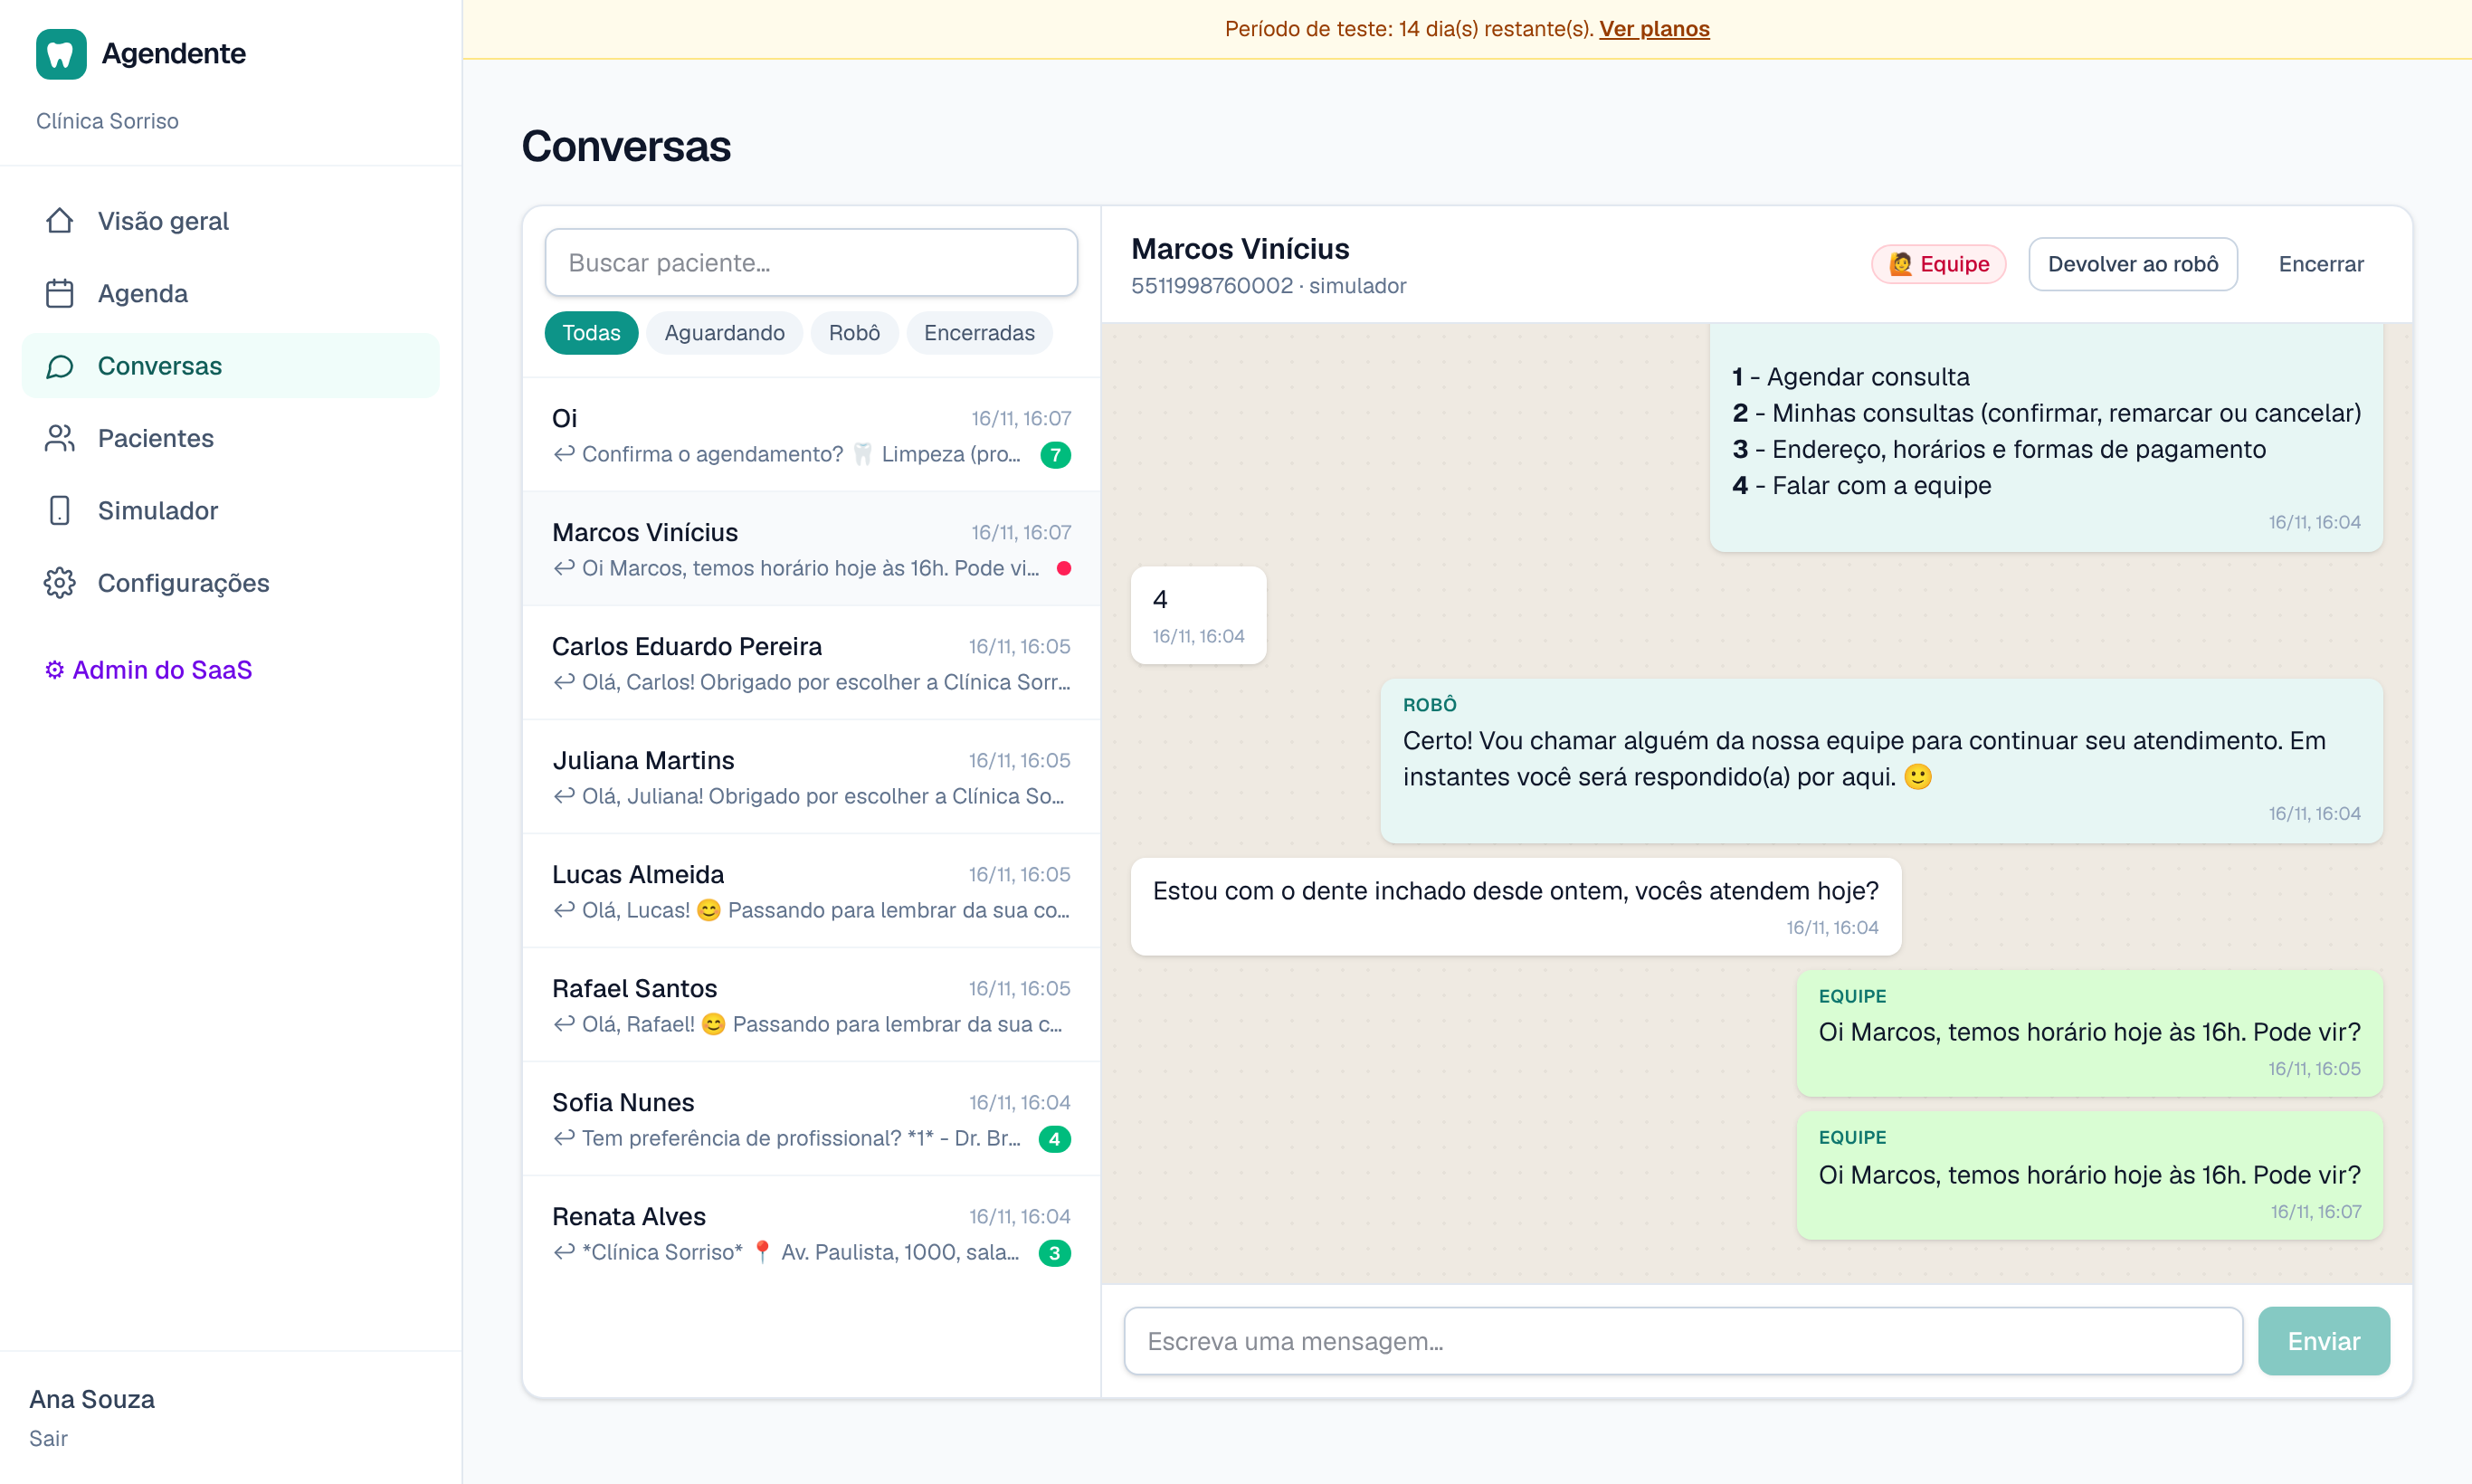 Agendente
Clínica Sorriso
Visão geral
Agenda
Conversas
Pacientes
Simulador
Configurações
⚙ Admin do SaaS
Ana Souza
Sair
Período de teste: 14 dia(s) restante(s). Ver planos
Conversas
Buscar paciente...
Todas
Aguardando
Robô
Encerradas
Oi
16/11, 16:07
↩ Confirma o agendamento? 🦷 Limpeza (pro...
7
Marcos Vinícius
16/11, 16:07
↩ Oi Marcos, temos horário hoje às 16h. Pode vi...
Carlos Eduardo Pereira
16/11, 16:05
↩ Olá, Carlos! Obrigado por escolher a Clínica Sorr...
Juliana Martins
16/11, 16:05
↩ Olá, Juliana! Obrigado por escolher a Clínica So...
Lucas Almeida
16/11, 16:05
↩ Olá, Lucas! 😊 Passando para lembrar da sua co...
Rafael Santos
16/11, 16:05
↩ Olá, Rafael! 😊 Passando para lembrar da sua c...
Sofia Nunes
16/11, 16:04
↩ Tem preferência de profissional? *1* - Dr. Br...
4
Renata Alves
16/11, 16:04
↩ *Clínica Sorriso* 📍 Av. Paulista, 1000, sala...
3
Marcos Vinícius
5511998760002 · simulador
🙋 Equipe
Devolver ao robô
Encerrar
1 - Agendar consulta
2 - Minhas consultas (confirmar, remarcar ou cancelar)
3 - Endereço, horários e formas de pagamento
4 - Falar com a equipe
16/11, 16:04
4
16/11, 16:04
ROBÔ
Certo! Vou chamar alguém da nossa equipe para continuar seu atendimento. Em
instantes você será respondido(a) por aqui. 🙂
16/11, 16:04
Estou com o dente inchado desde ontem, vocês atendem hoje?
16/11, 16:04
EQUIPE
Oi Marcos, temos horário hoje às 16h. Pode vir?
16/11, 16:05
EQUIPE
Oi Marcos, temos horário hoje às 16h. Pode vir?
16/11, 16:07
Escreva uma mensagem...
Enviar